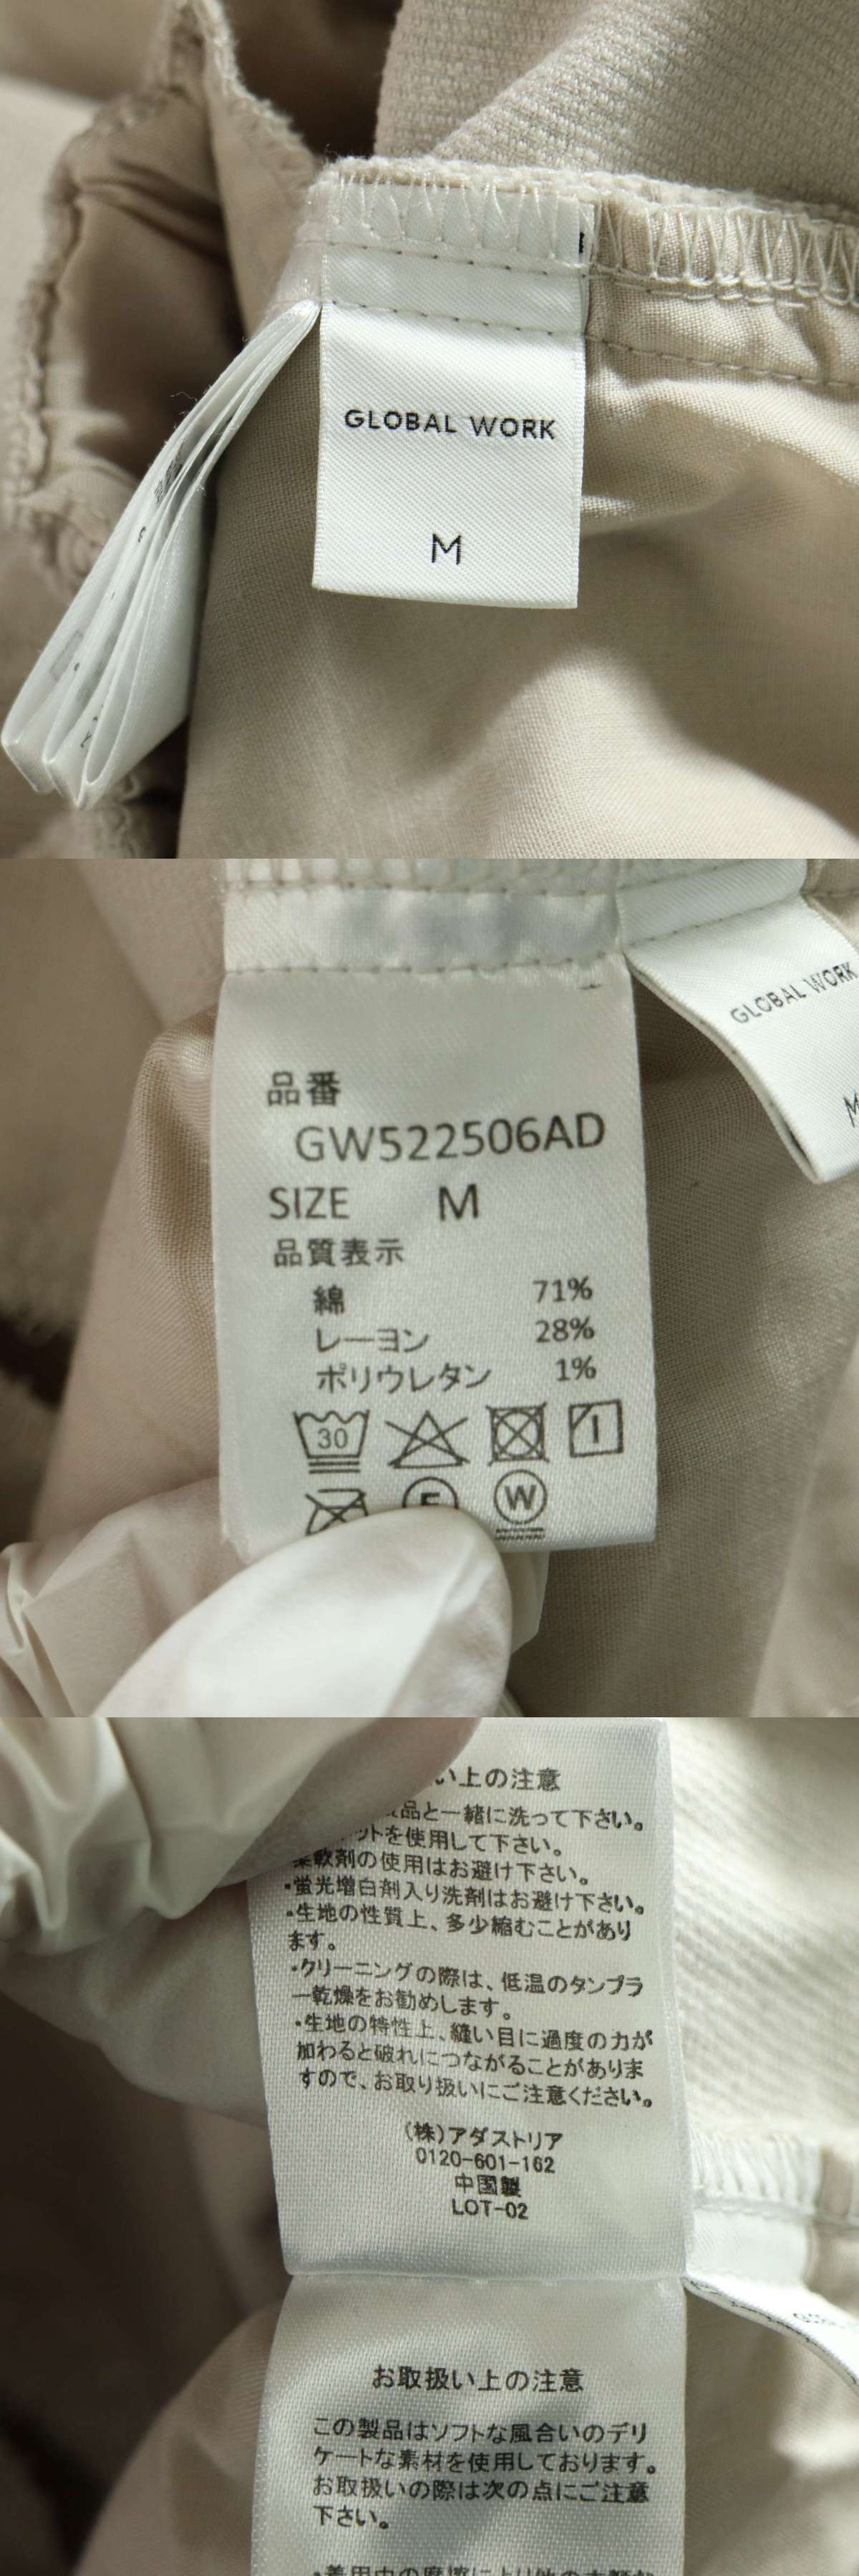 GLOBAL WORK
M
GLOBAL WORK
M
品番
GW522506AD
SIZE M
品質表示
綿 71%
レーヨン 28%
ポリウレタン 1%
30
W
い上の注意
品と一緒に洗って下さい。
ットを使用して下さい。
柔軟剤の使用はお避け下さい。
・蛍光増白剤入り洗剤はお避け下さい。
・生地の性質上、多少縮むことがあり
ます。
・クリーニングの際は、低温のタンブラ
ー乾燥をお勧めします。
・生地の特性上、縫い目に過度の力が
加わると破れにつながることがありま
すので、お取り扱いにご注意ください。
(株)アダストリア
0120-601-162
中国製
LOT-02
お取扱い上の注意
この製品はソフトな風合いのデリ
ケートな素材を使用しております。
お取扱いの際は次の点にご注意
下さい。